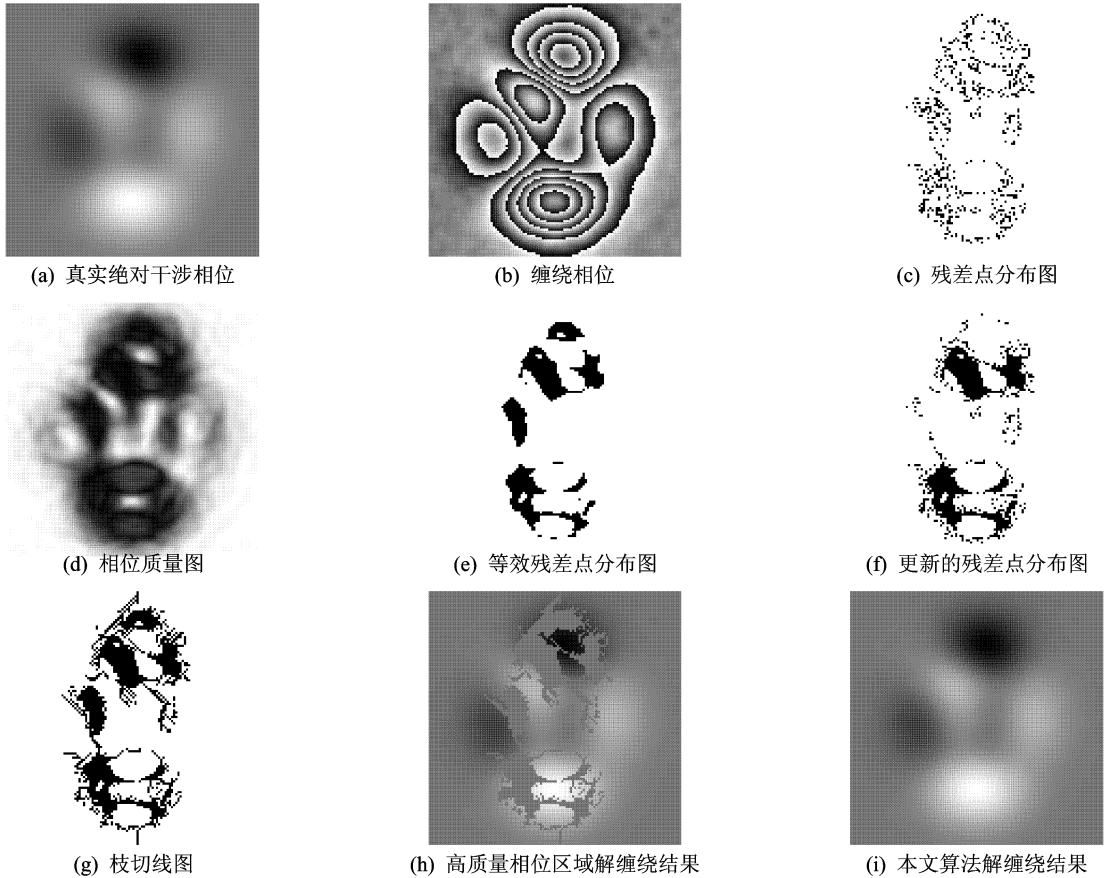 (a) 真实绝对干涉相位
(b) 缠绕相位
(c) 残差点分布图
(d) 相位质量图
(e) 等效残差点分布图
(f) 更新的残差点分布图
(g) 枝切线图
(h) 高质量相位区域解缠绕结果
(i) 本文算法解缠绕结果